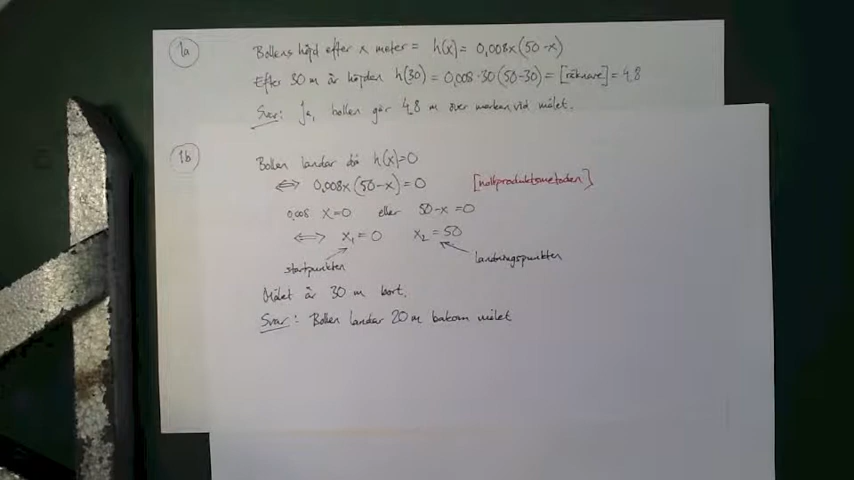 1a
Bollens höjd efter x meter = h(x) = 0,008x(50-x)
Efter 30 m är höjden h(30) = 0,008·30(50-30) = [räknare] = 4,8
Svar: Ja, bollen går 4,8 m över marken vid målet.
1b
Bollen landar då h(x)=0
⟺ 0,008x(50-x)=0 [nollproduktsmetoden]
0,008 x=0 eller 50-x=0
⟺ x₁=0 x₂=50
startpunkten landningspunkten
Målet är 30 m bort.
Svar: Bollen landar 20 m bakom målet